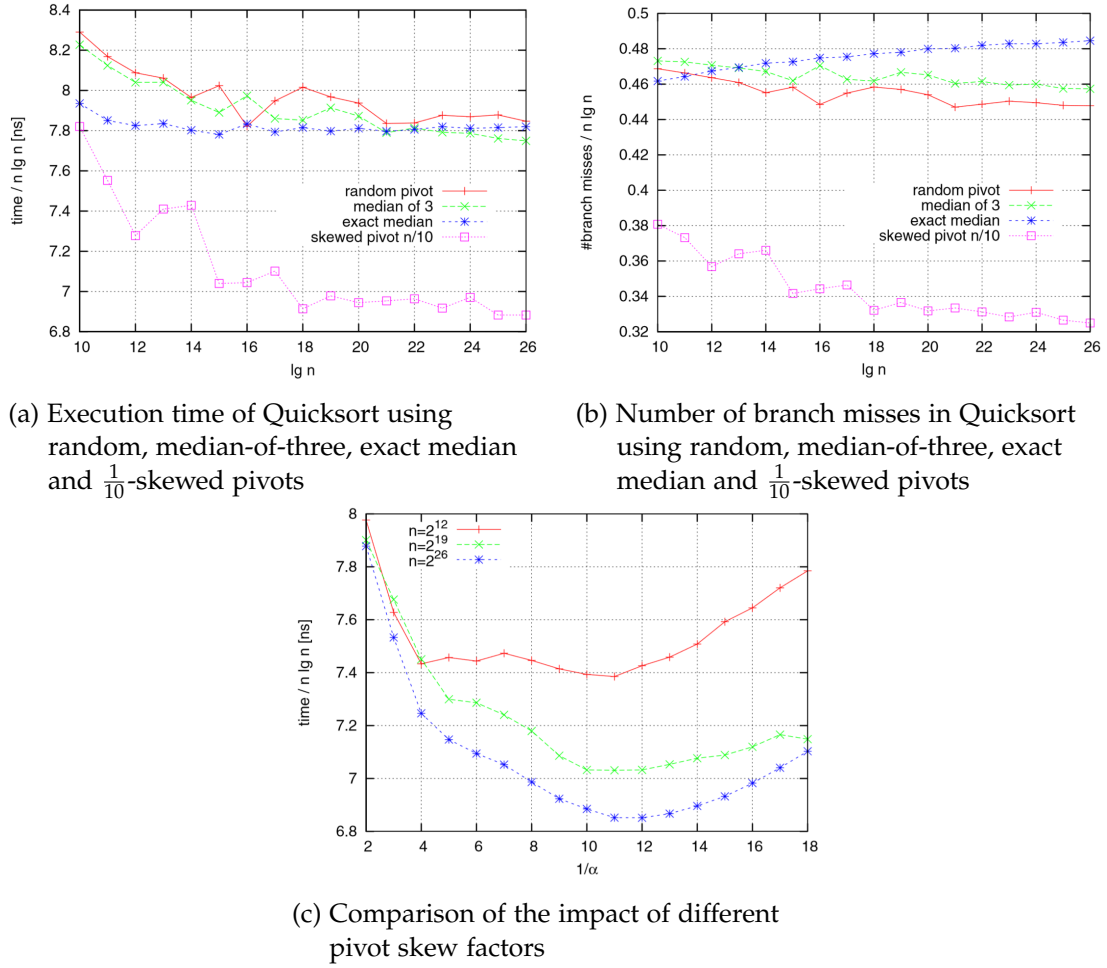 8.4
8.2
8
7.8
7.6
7.4
7.2
7
6.8
time / n lg n [ns]
random pivot
median of 3
exact median
skewed pivot n/10
10 12 14 16 18 20 22 24 26
lg n
0.5
0.48
0.46
0.44
0.42
0.4
0.38
0.36
0.34
0.32
#branch misses / n lg n
random pivot
median of 3
exact median
skewed pivot n/10
10 12 14 16 18 20 22 24 26
lg n
(a) Execution time of Quicksort using
random, median-of-three, exact median
and 1/10-skewed pivots
(b) Number of branch misses in Quicksort
using random, median-of-three, exact
median and 1/10-skewed pivots
8
7.8
7.6
7.4
7.2
7
6.8
time / n lg n [ns]
n=2^12
n=2^19
n=2^26
2 4 6 8 10 12 14 16 18
1/α
(c) Comparison of the impact of different
pivot skew factors